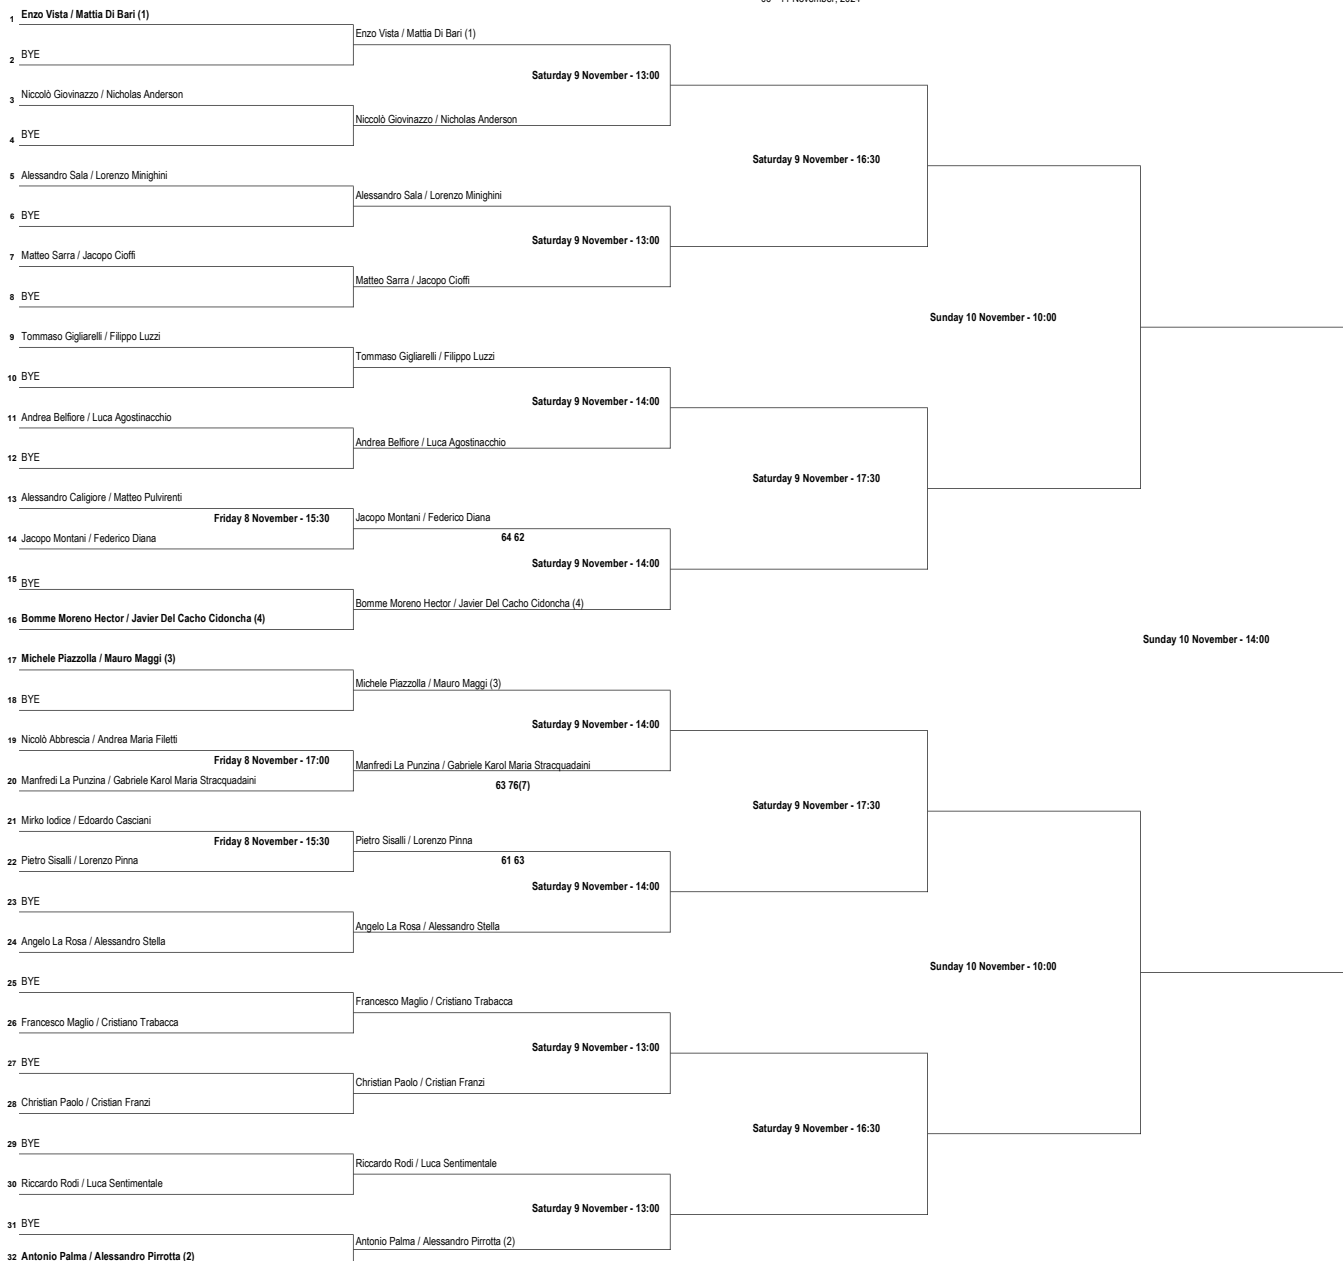 1 Enzo Vista / Mattia Di Bari (1)
Enzo Vista / Mattia Di Bari (1)
2 BYE
Saturday 9 November - 13:00
3 Niccolò Giovinazzo / Nicholas Anderson
Niccolò Giovinazzo / Nicholas Anderson
4 BYE
Saturday 9 November - 16:30
5 Alessandro Sala / Lorenzo Minighini
Alessandro Sala / Lorenzo Minighini
6 BYE
Saturday 9 November - 13:00
7 Matteo Sarra / Jacopo Cioffi
Matteo Sarra / Jacopo Cioffi
8 BYE
Sunday 10 November - 10:00
9 Tommaso Gigliarelli / Filippo Luzzi
Tommaso Gigliarelli / Filippo Luzzi
10 BYE
Saturday 9 November - 14:00
11 Andrea Belfiore / Luca Agostinacchio
Andrea Belfiore / Luca Agostinacchio
12 BYE
Saturday 9 November - 17:30
13 Alessandro Caligiore / Matteo Pulvirenti
Friday 8 November - 15:30
Jacopo Montani / Federico Diana
14 Jacopo Montani / Federico Diana
64 62
Saturday 9 November - 14:00
15 BYE
Bomme Moreno Hector / Javier Del Cacho Cidoncha (4)
16 Bomme Moreno Hector / Javier Del Cacho Cidoncha (4)
Sunday 10 November - 14:00
17 Michele Piazzolla / Mauro Maggi (3)
Michele Piazzolla / Mauro Maggi (3)
18 BYE
Saturday 9 November - 14:00
19 Nicolò Abbrescia / Andrea Maria Filetti
Friday 8 November - 17:00
Manfredi La Punzina / Gabriele Karol Maria Stracquadaini
20 Manfredi La Punzina / Gabriele Karol Maria Stracquadaini
63 76(7)
Saturday 9 November - 17:30
21 Mirko Iodice / Edoardo Casciani
Friday 8 November - 15:30
Pietro Sisalli / Lorenzo Pinna
22 Pietro Sisalli / Lorenzo Pinna
61 63
Saturday 9 November - 14:00
23 BYE
Angelo La Rosa / Alessandro Stella
24 Angelo La Rosa / Alessandro Stella
Sunday 10 November - 10:00
25 BYE
Francesco Maglio / Cristiano Trabacca
26 Francesco Maglio / Cristiano Trabacca
Saturday 9 November - 13:00
27 BYE
Christian Paolo / Cristian Franzi
28 Christian Paolo / Cristian Franzi
Saturday 9 November - 16:30
29 BYE
Riccardo Rodi / Luca Sentimentale
30 Riccardo Rodi / Luca Sentimentale
Saturday 9 November - 13:00
31 BYE
Antonio Palma / Alessandro Pirrotta (2)
32 Antonio Palma / Alessandro Pirrotta (2)